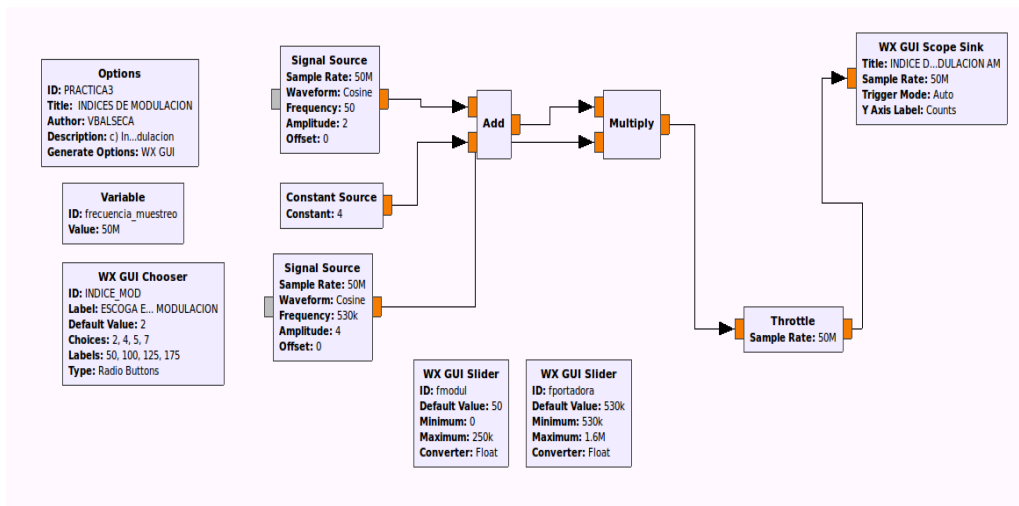 Options
ID: PRACTICA3
Title: INDICES DE MODULACION
Author: VBALSECA
Description: c) In...dulacion
Generate Options: WX GUI
Variable
ID: frecuencia_muestreo
Value: 50M
WX GUI Chooser
ID: INDICE_MOD
Label: ESCOGA E... MODULACION
Default Value: 2
Choices: 2, 4, 5, 7
Labels: 50, 100, 125, 175
Type: Radio Buttons
Signal Source
Sample Rate: 50M
Waveform: Cosine
Frequency: 50
Amplitude: 2
Offset: 0
Constant Source
Constant: 4
Signal Source
Sample Rate: 50M
Waveform: Cosine
Frequency: 530k
Amplitude: 4
Offset: 0
Add
Multiply
WX GUI Slider
ID: fmodul
Default Value: 50
Minimum: 0
Maximum: 250k
Converter: Float
WX GUI Slider
ID: fportadora
Default Value: 530k
Minimum: 530k
Maximum: 1.6M
Converter: Float
Throttle
Sample Rate: 50M
WX GUI Scope Sink
Title: INDICE D...DULACION AM
Sample Rate: 50M
Trigger Mode: Auto
Y Axis Label: Counts